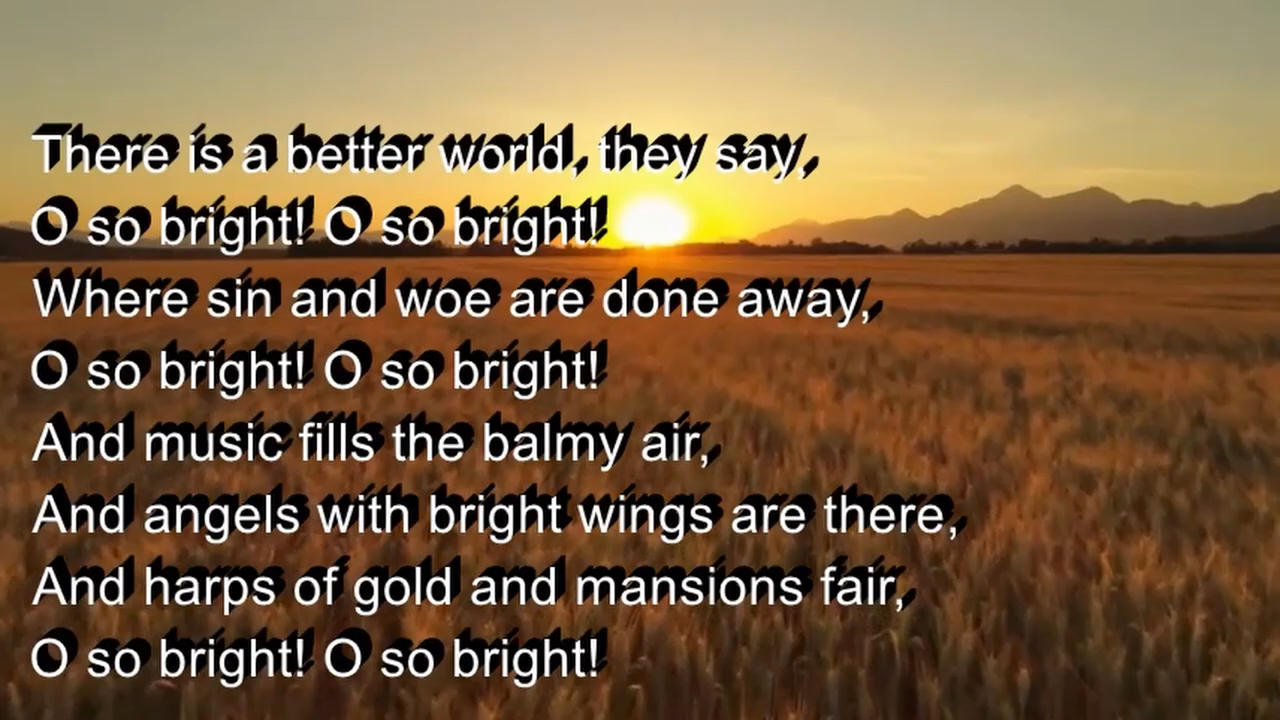 There is a better world, they say,
O so bright! O so bright!
Where sin and woe are done away,
O so bright! O so bright!
And music fills the balmy air,
And angels with bright wings are there,
And harps of gold and mansions fair,
O so bright! O so bright!